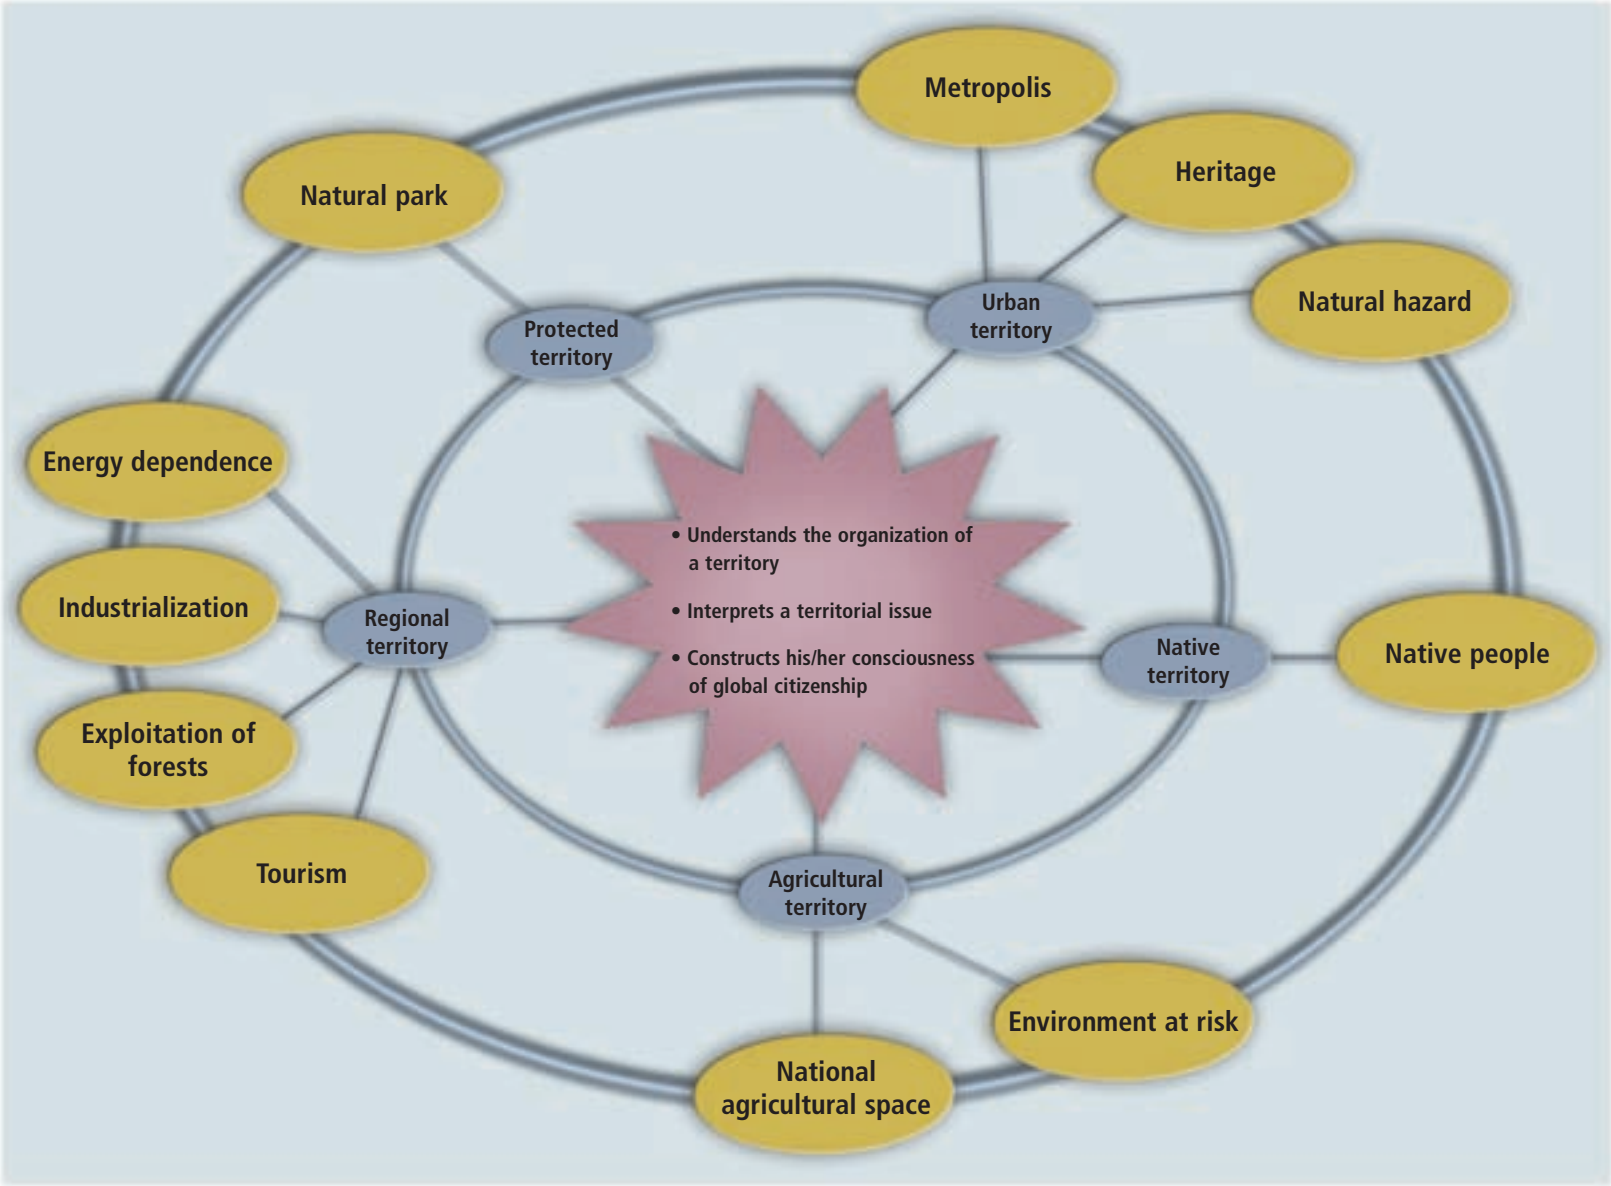 Metropolis
Heritage
Natural park
Natural hazard
Urban
territory
Protected
territory
Energy dependence
• Understands the organization of
a territory
• Interprets a territorial issue
• Constructs his/her consciousness
of global citizenship
Industrialization
Regional
territory
Native
territory
Native people
Exploitation of
forests
Tourism
Agricultural
territory
Environment at risk
National
agricultural space